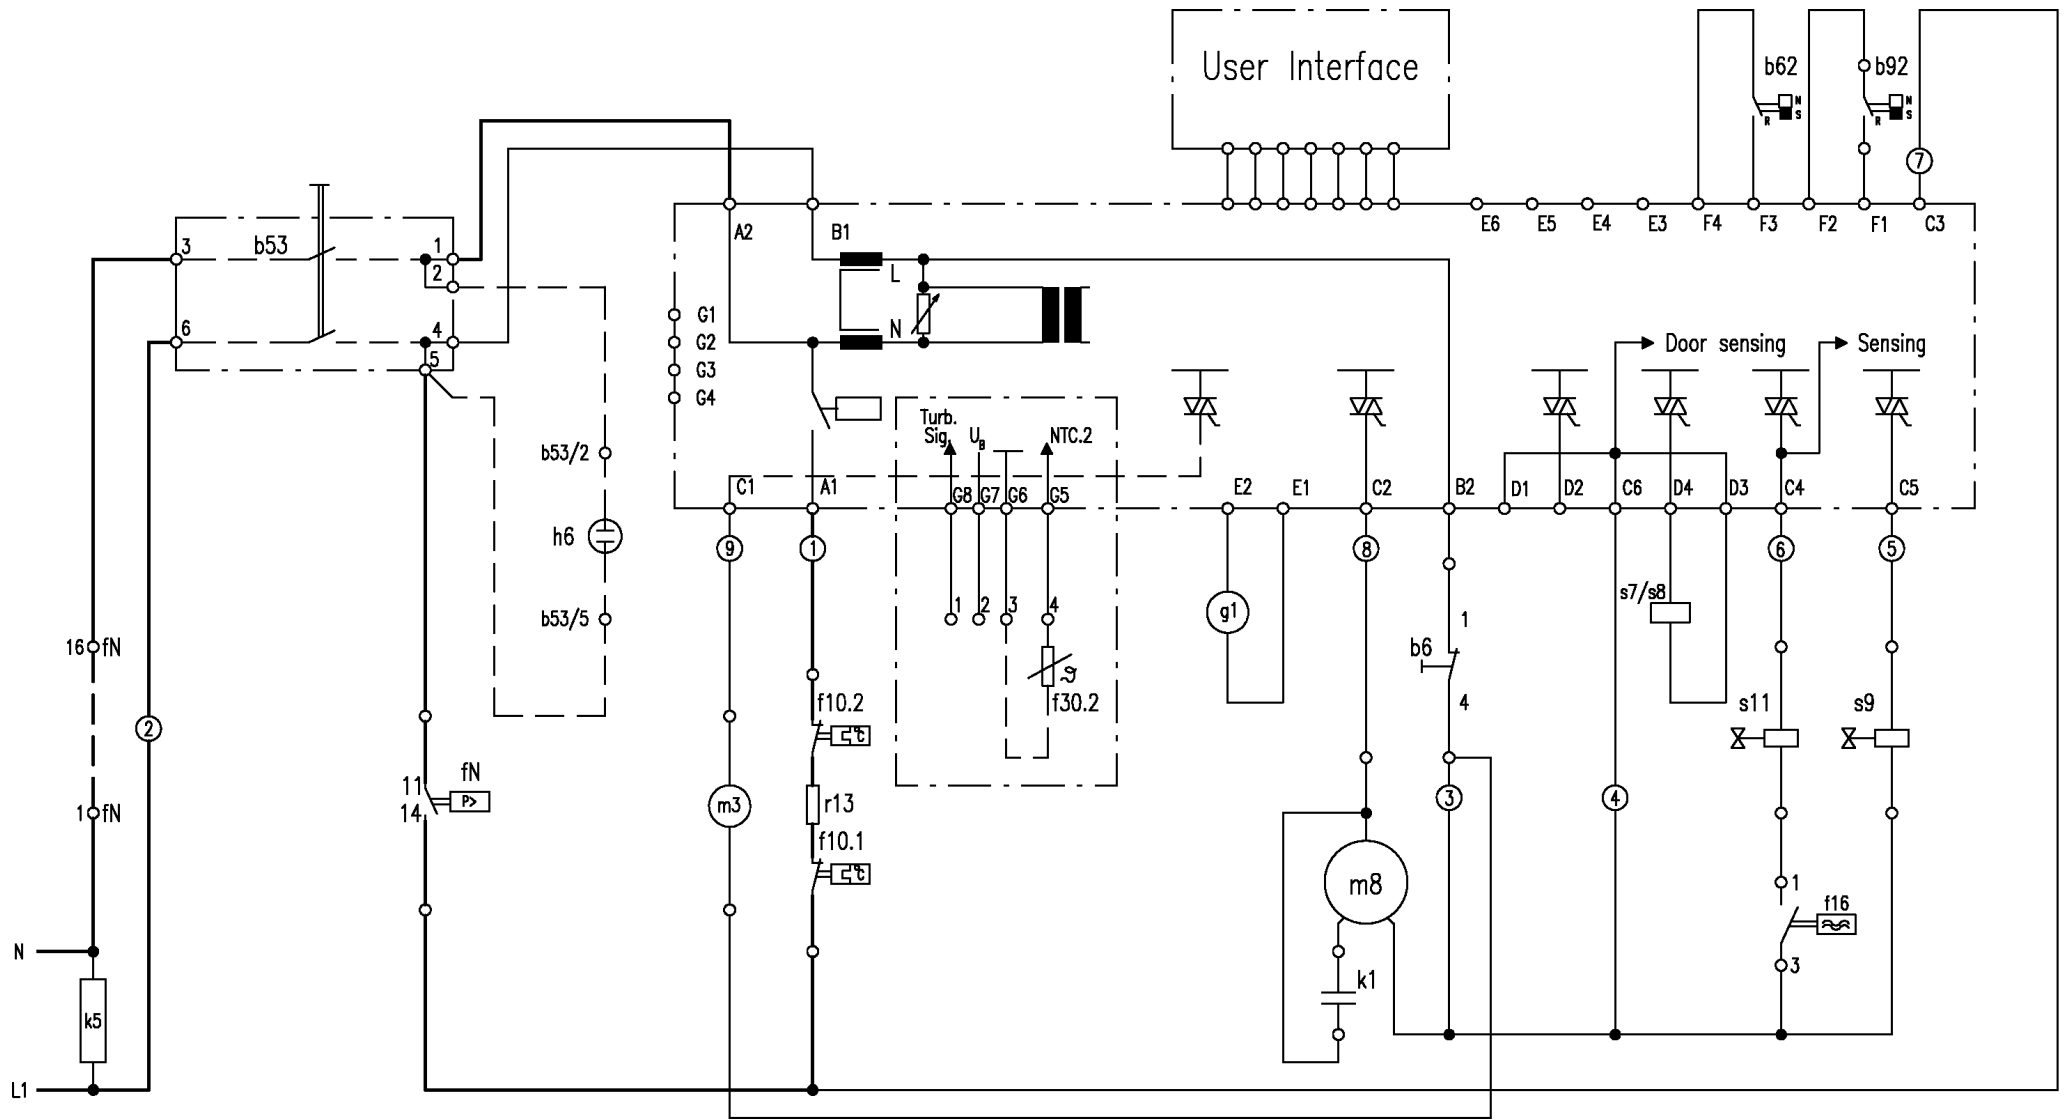 User Interface
b62
N
S
R
b92
N
S
R
7
3
b53
1
2
6
4
5
A2
B1
E6
E5
E4
E3
F4
F3
F2
F1
C3
L
N
G1
G2
G3
G4
Door sensing
Sensing
Turb.
Sig.
UB
NTC.2
b53/2
h6
b53/5
C1
A1
G8
G7
G6
G5
E2
E1
C2
B2
D1
D2
C6
D4
D3
C4
C5
9
1
8
6
5
1
2
3
4
g1
s7/s8
1
b6
4
16
fN
2
ϑ
f30.2
f10.2
°C
s11
s9
1
fN
11
14
fN
P>
m3
r13
f10.1
°C
3
4
m8
1
f16
3
N
k5
k1
L1